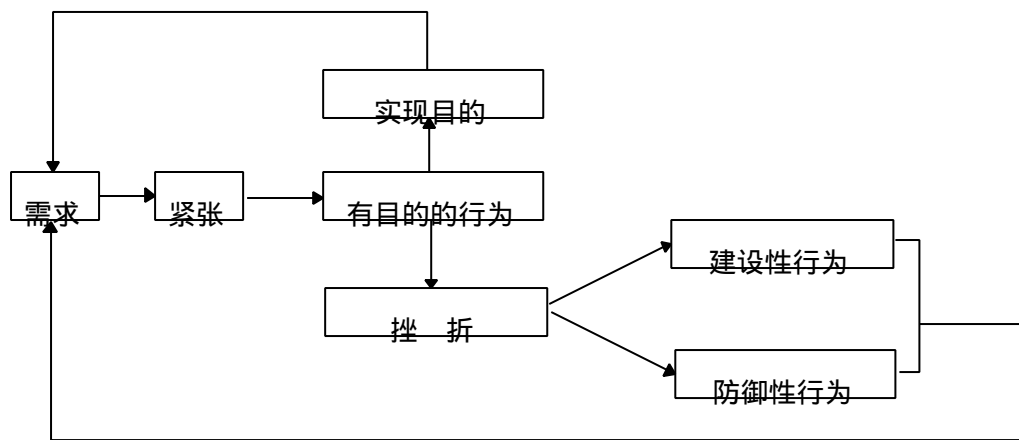 实现目的
需求
紧张
有目的的行为
建设性行为
挫 折
防御性行为